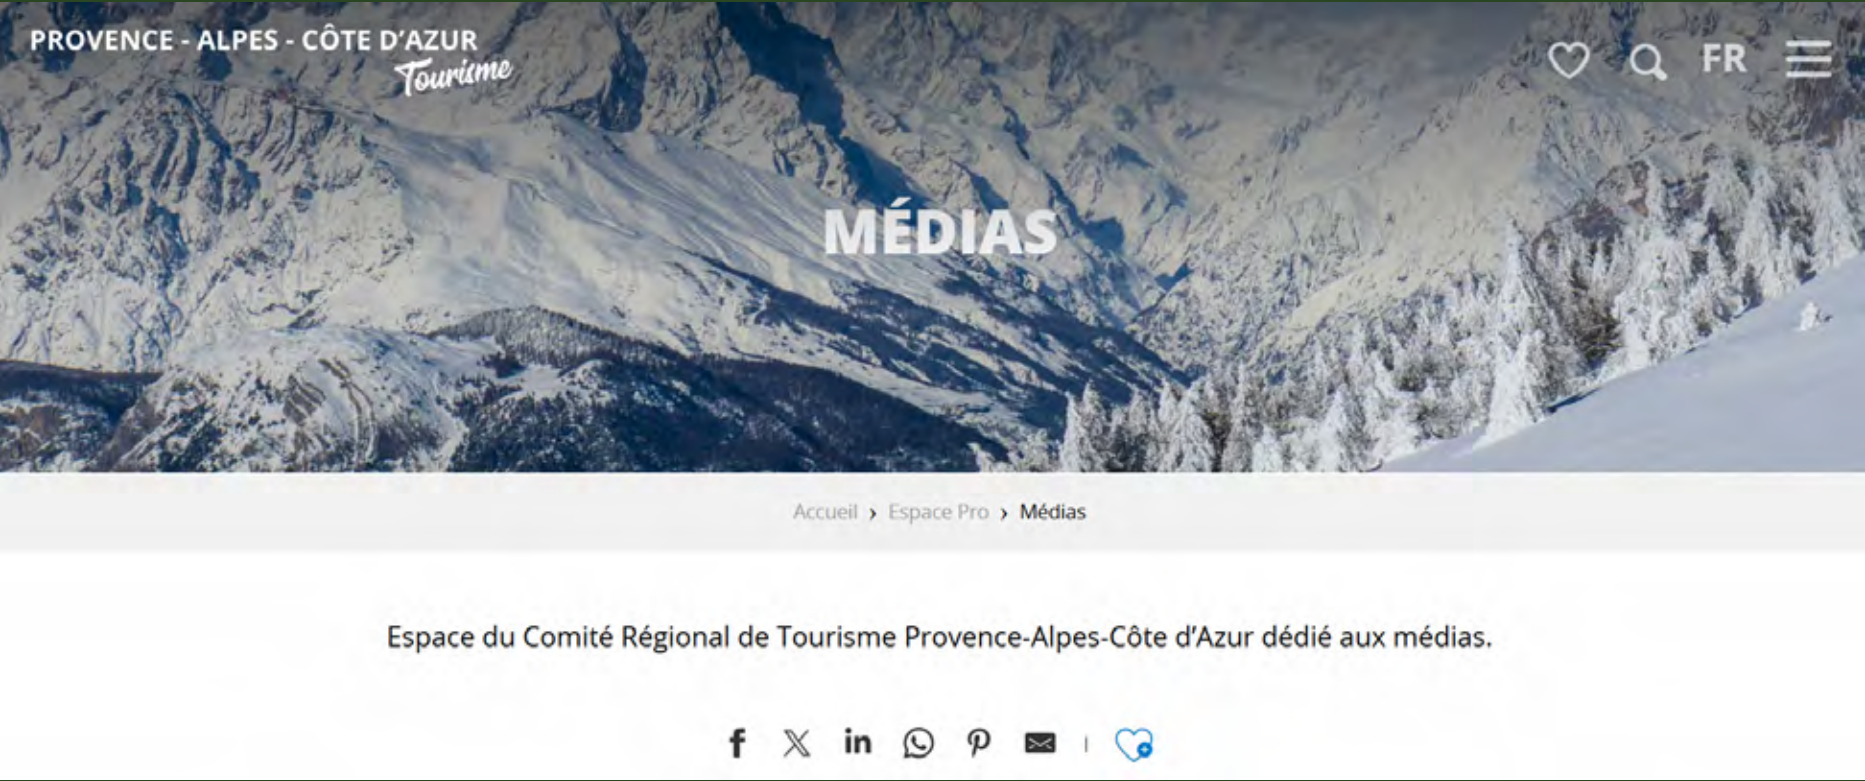 PROVENCE - ALPES - CÔTE D'AZUR
Tourisme
FR
MÉDIAS
Accueil › Espace Pro › Médias
Espace du Comité Régional de Tourisme Provence-Alpes-Côte d'Azur dédié aux médias.